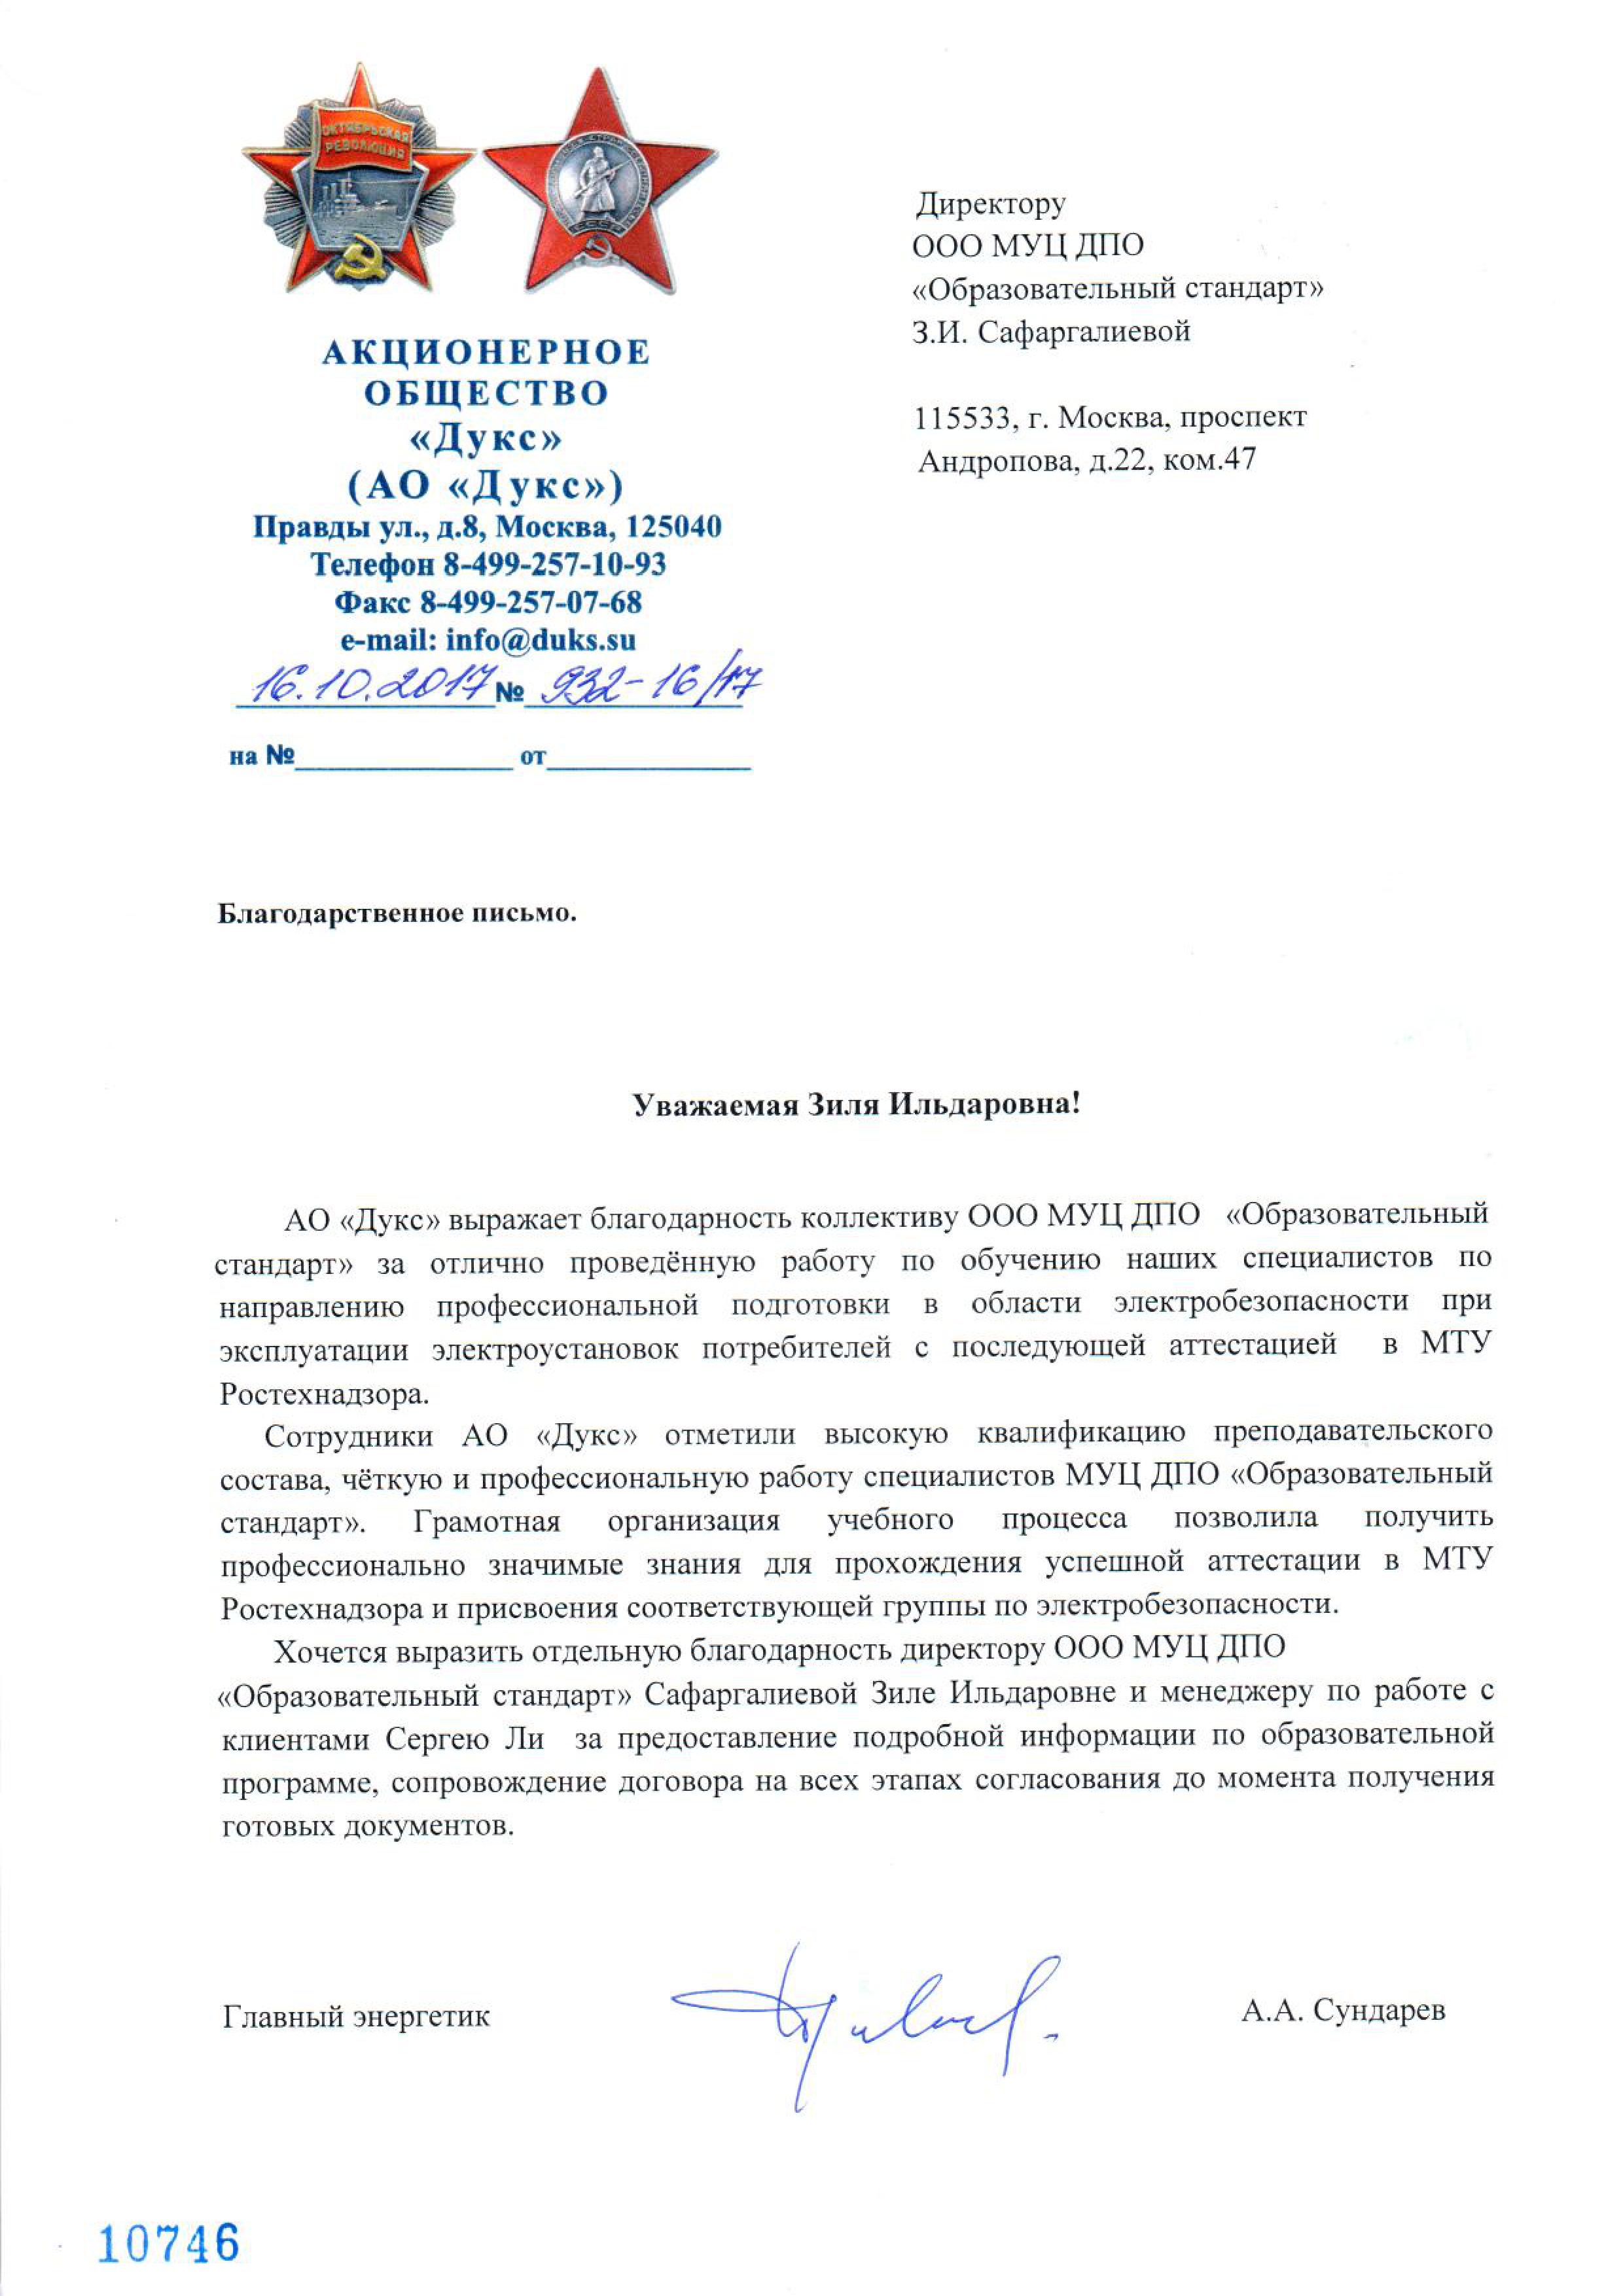 ОКТЯБРЬСКАЯ
РЕВОЛЮЦИЯ
СССР
АКЦИОНЕРНОЕ
ОБЩЕСТВО
«Дукс»
(АО «Дукс»)
Правды ул., д.8, Москва, 125040
Телефон 8-499-257-10-93
Факс 8-499-257-07-68
e-mail: info@duks.su
16.10.2017 № 932-16/17
на №_______________ от______________
Директору
ООО МУЦ ДПО
«Образовательный стандарт»
З.И. Сафаргалиевой
115533, г. Москва, проспект
Андропова, д.22, ком.47
Благодарственное письмо.
Уважаемая Зиля Ильдаровна!
АО «Дукс» выражает благодарность коллективу ООО МУЦ ДПО «Образовательный
стандарт» за отлично проведённую работу по обучению наших специалистов по
направлению профессиональной подготовки в области электробезопасности при
эксплуатации электроустановок потребителей с последующей аттестацией в МТУ
Ростехнадзора.
Сотрудники АО «Дукс» отметили высокую квалификацию преподавательского
состава, чёткую и профессиональную работу специалистов МУЦ ДПО «Образовательный
стандарт». Грамотная организация учебного процесса позволила получить
профессионально значимые знания для прохождения успешной аттестации в МТУ
Ростехнадзора и присвоения соответствующей группы по электробезопасности.
Хочется выразить отдельную благодарность директору ООО МУЦ ДПО
«Образовательный стандарт» Сафаргалиевой Зиле Ильдаровне и менеджеру по работе с
клиентами Сергею Ли за предоставление подробной информации по образовательной
программе, сопровождение договора на всех этапах согласования до момента получения
готовых документов.
Главный энергетик
А.А. Сундарев
10746